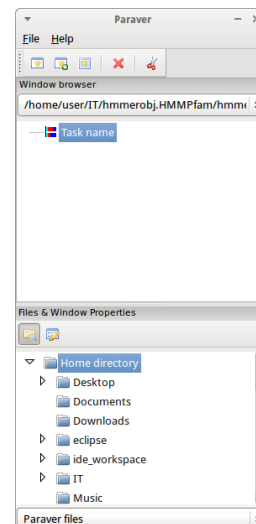 Paraver
File Help
Window browser
/home/user/IT/hmmerobj.HMMPfam/hmme
Task name
Files & Window Properties
Home directory
Desktop
Documents
Downloads
eclipse
ide_workspace
IT
Music
Paraver files